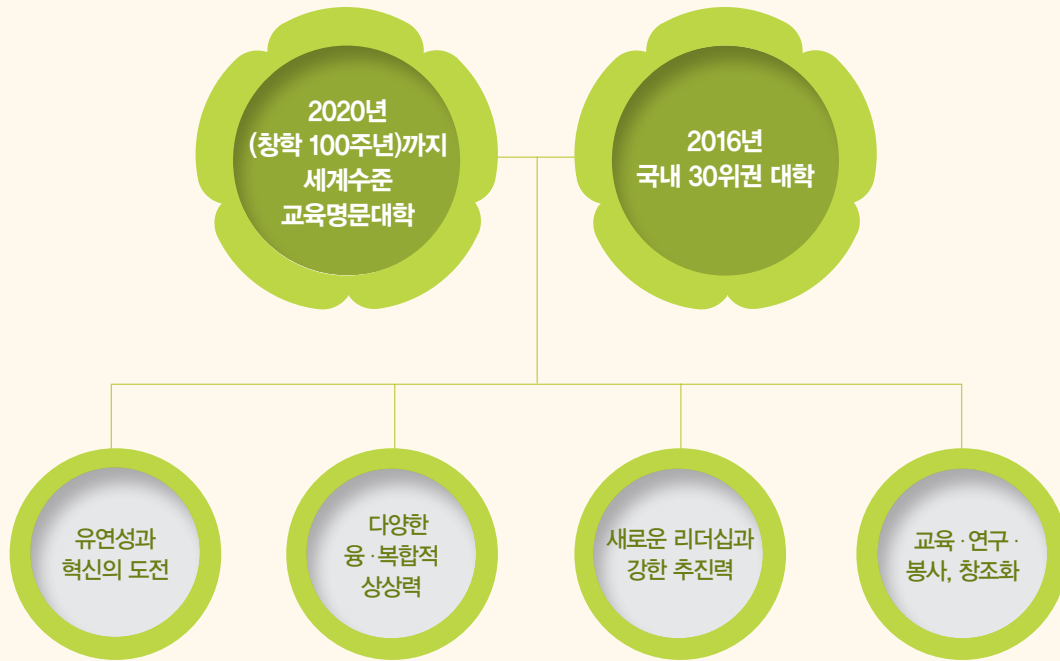 2020년
(창학 100주년)까지
세계수준
교육명문대학
2016년
국내 30위권 대학
유연성과
혁신의 도전
다양한
융·복합적
상상력
새로운 리더십과
강한 추진력
교육·연구·
봉사, 창조화